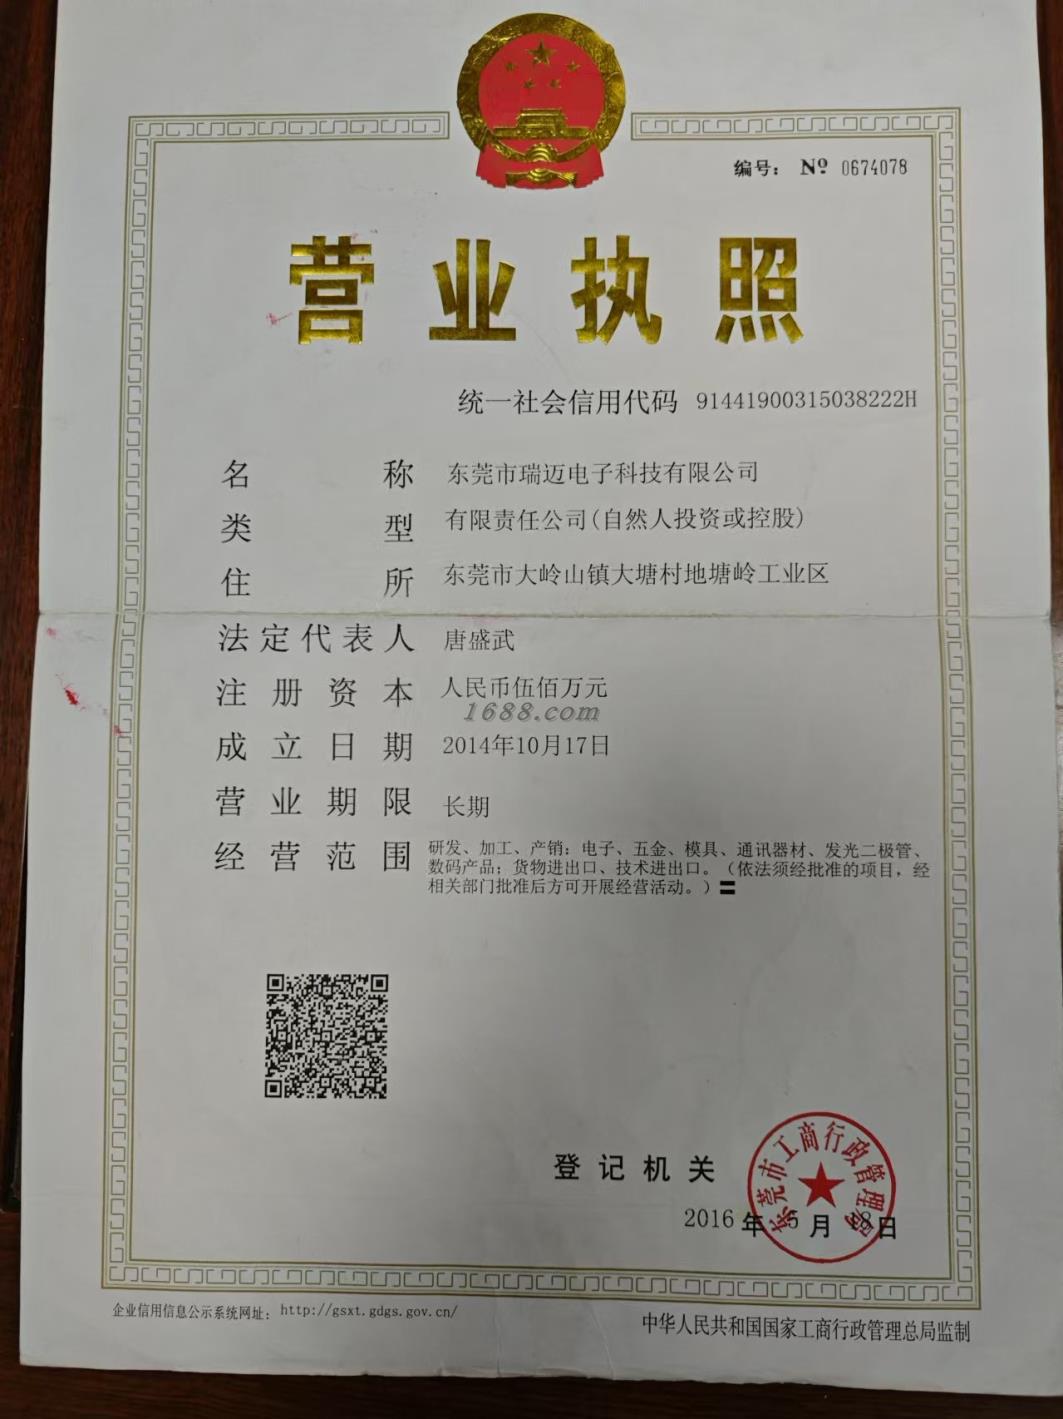 编号： № 0674078
营业执照
统一社会信用代码 91441900315038222H
名称 东莞市瑞迈电子科技有限公司
类型 有限责任公司(自然人投资或控股)
住所 东莞市大岭山镇大塘村地塘岭工业区
法定代表人 唐盛武
注册资本 人民币伍佰万元
1688.com
成立日期 2014年10月17日
营业期限 长期
经营范围 研发、加工、产销：电子、五金、模具、通讯器材、发光二极管、
数码产品；货物进出口、技术进出口。（依法须经批准的项目，经
相关部门批准后方可开展经营活动。）〓
登记机关
东莞市工商行政管理局
2016年5月 日
企业信用信息公示系统网址： http://gsxt.gdgs.gov.cn/
中华人民共和国国家工商行政管理总局监制